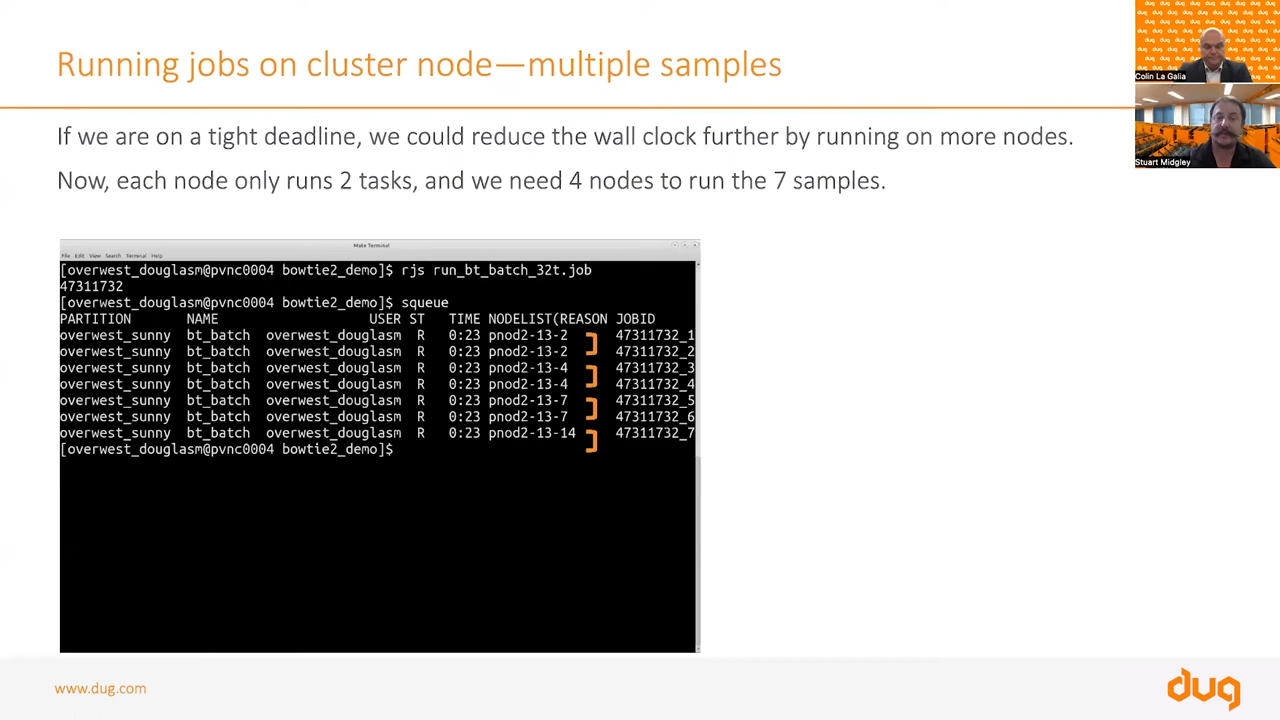 Running jobs on cluster node—multiple samples
If we are on a tight deadline, we could reduce the wall clock further by running on more nodes.
Now, each node only runs 2 tasks, and we need 4 nodes to run the 7 samples.
Mate Terminal
File Edit View Search Terminal Help
[overwest_douglasm@pvnc0004 bowtie2_demo]$ rjs run_bt_batch_32t.job
47311732
[overwest_douglasm@pvnc0004 bowtie2_demo]$ squeue
PARTITION NAME USER ST TIME NODELIST(REASON JOBID
overwest_sunny bt_batch overwest_douglasm R 0:23 pnod2-13-2 47311732_1
overwest_sunny bt_batch overwest_douglasm R 0:23 pnod2-13-2 47311732_2
overwest_sunny bt_batch overwest_douglasm R 0:23 pnod2-13-4 47311732_3
overwest_sunny bt_batch overwest_douglasm R 0:23 pnod2-13-4 47311732_4
overwest_sunny bt_batch overwest_douglasm R 0:23 pnod2-13-7 47311732_5
overwest_sunny bt_batch overwest_douglasm R 0:23 pnod2-13-7 47311732_6
overwest_sunny bt_batch overwest_douglasm R 0:23 pnod2-13-14 47311732_7
[overwest_douglasm@pvnc0004 bowtie2_demo]$
www.dug.com
dug
Colin La Galia
Stuart Midgley